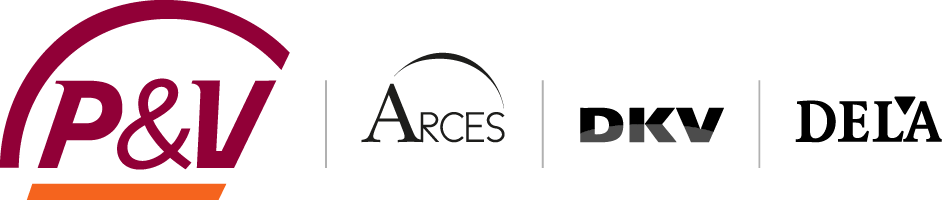 P&V
ARCES
DKV
DELA